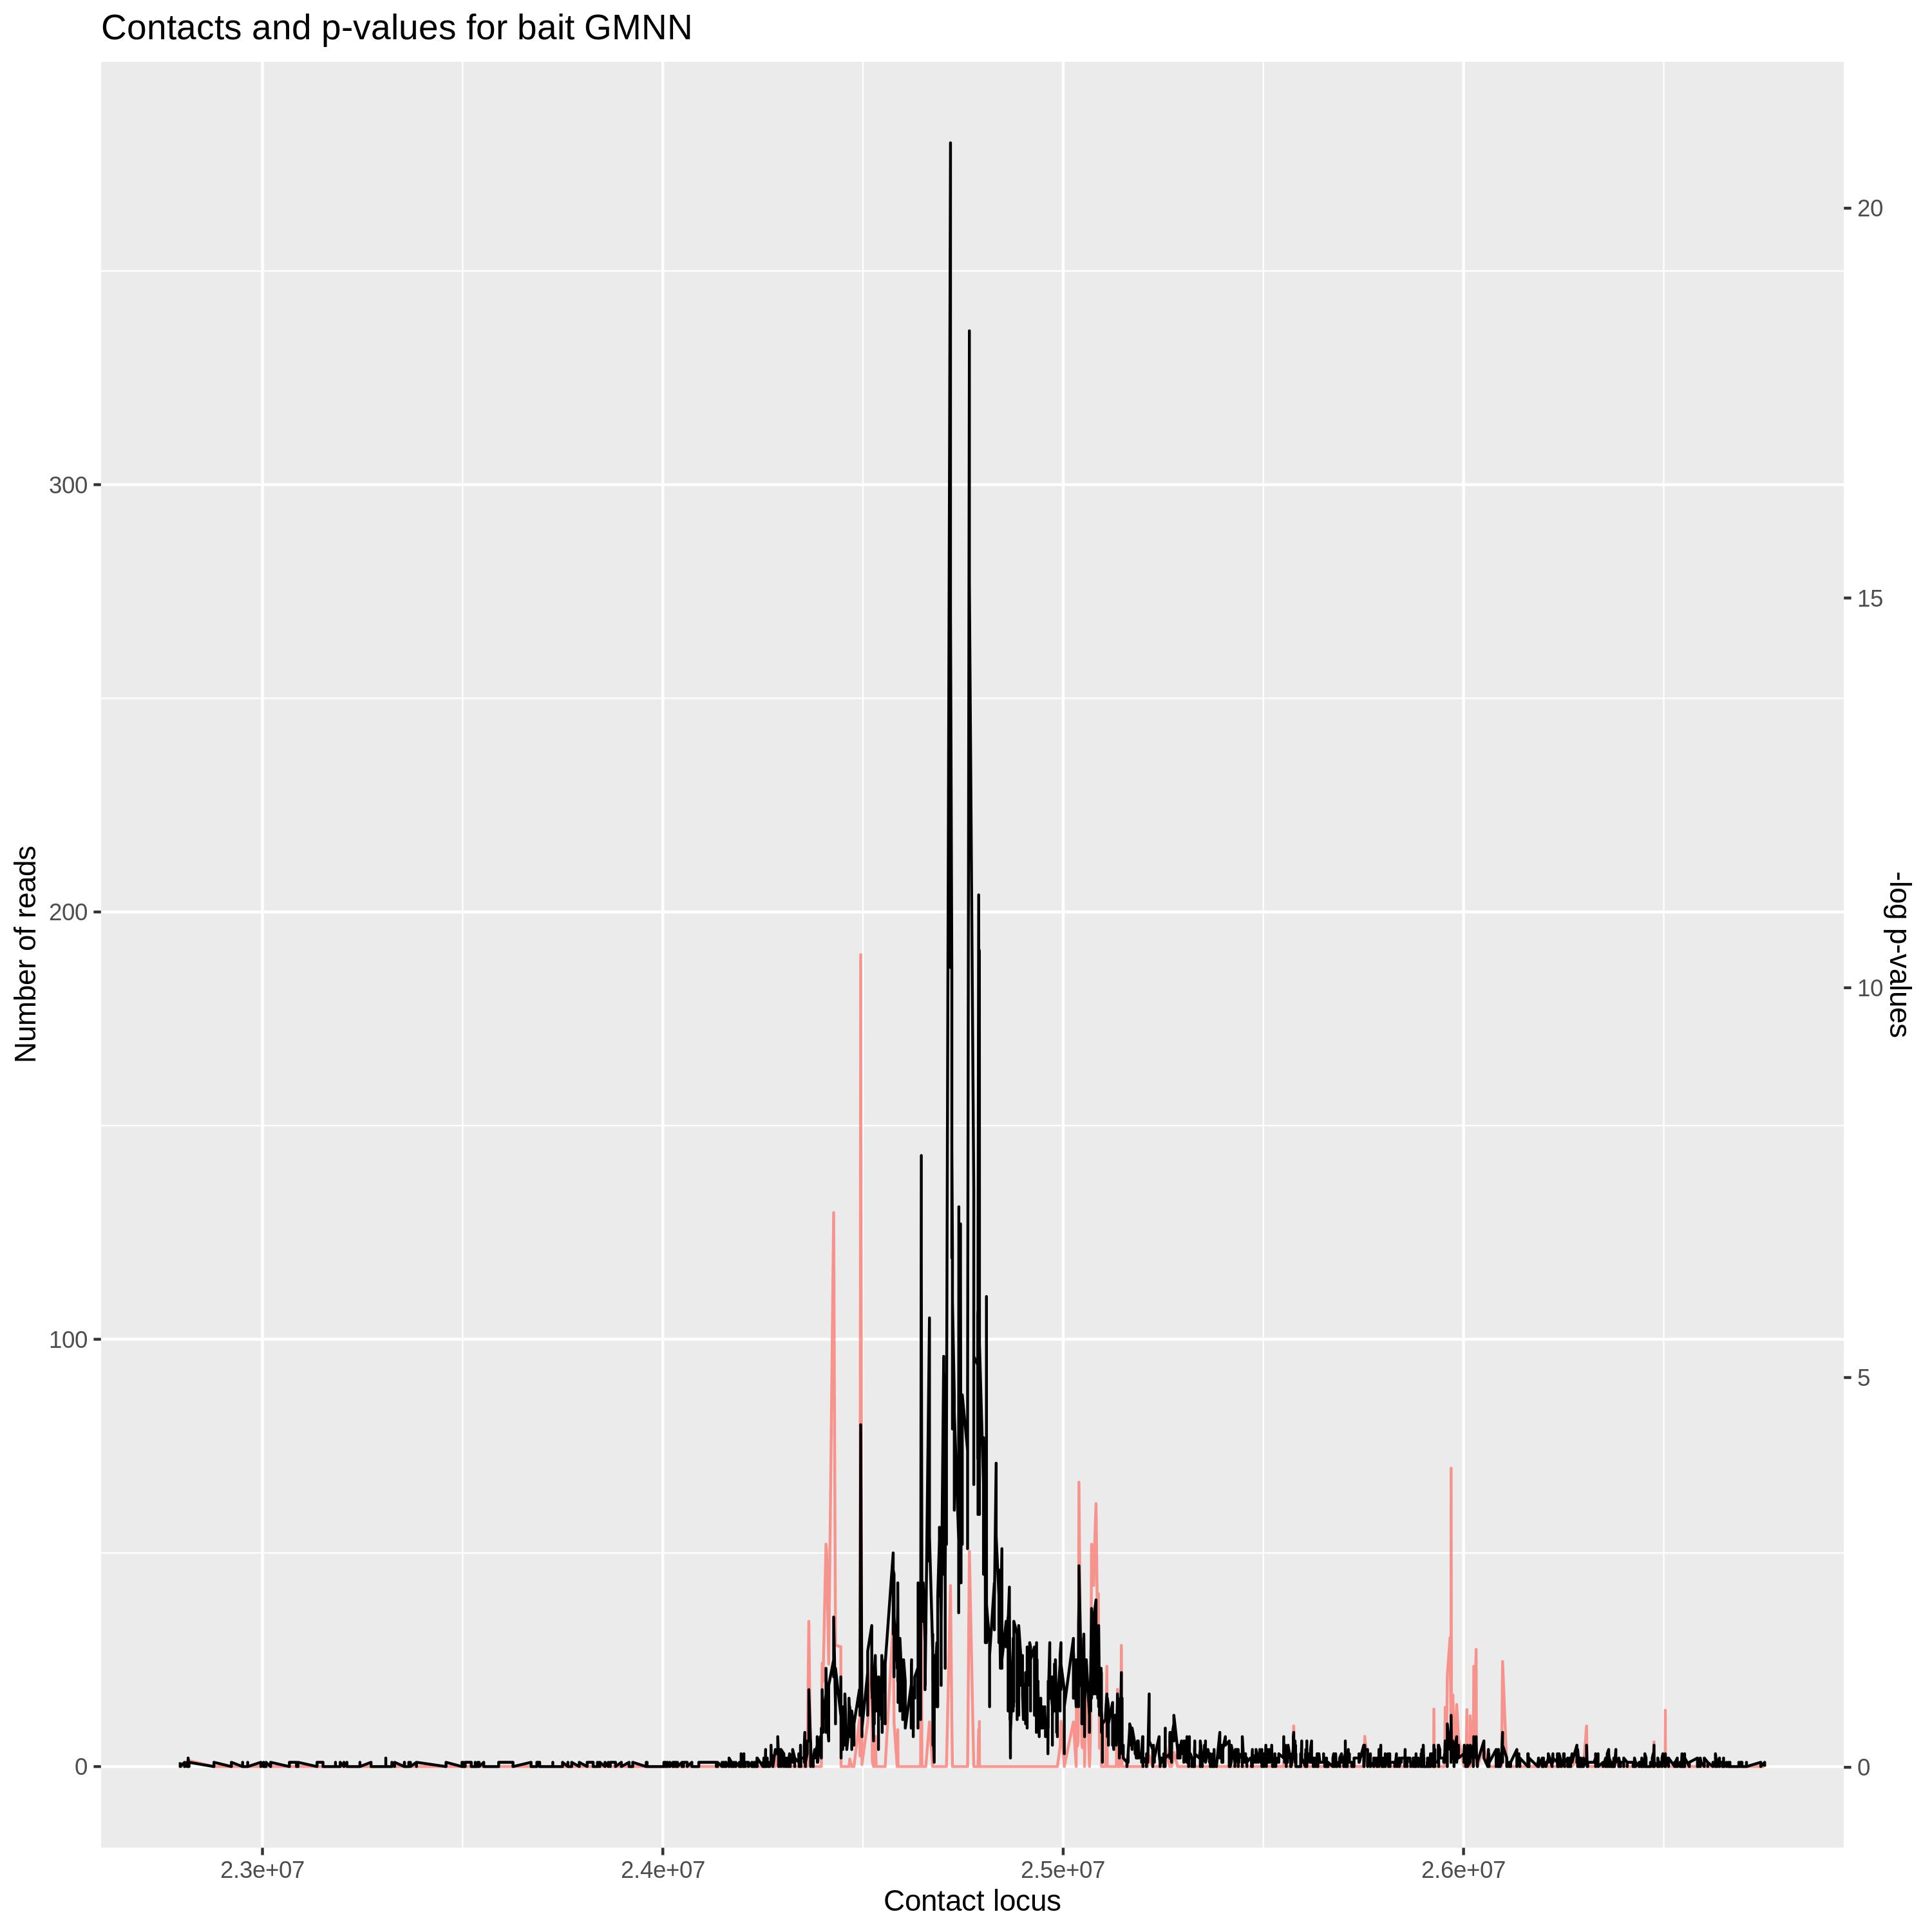 Contacts and p-values for bait GMNN
300
200
100
0
Number of reads
20
15
10
5
0
-log p-values
2.3e+07
2.4e+07
2.5e+07
2.6e+07
Contact locus